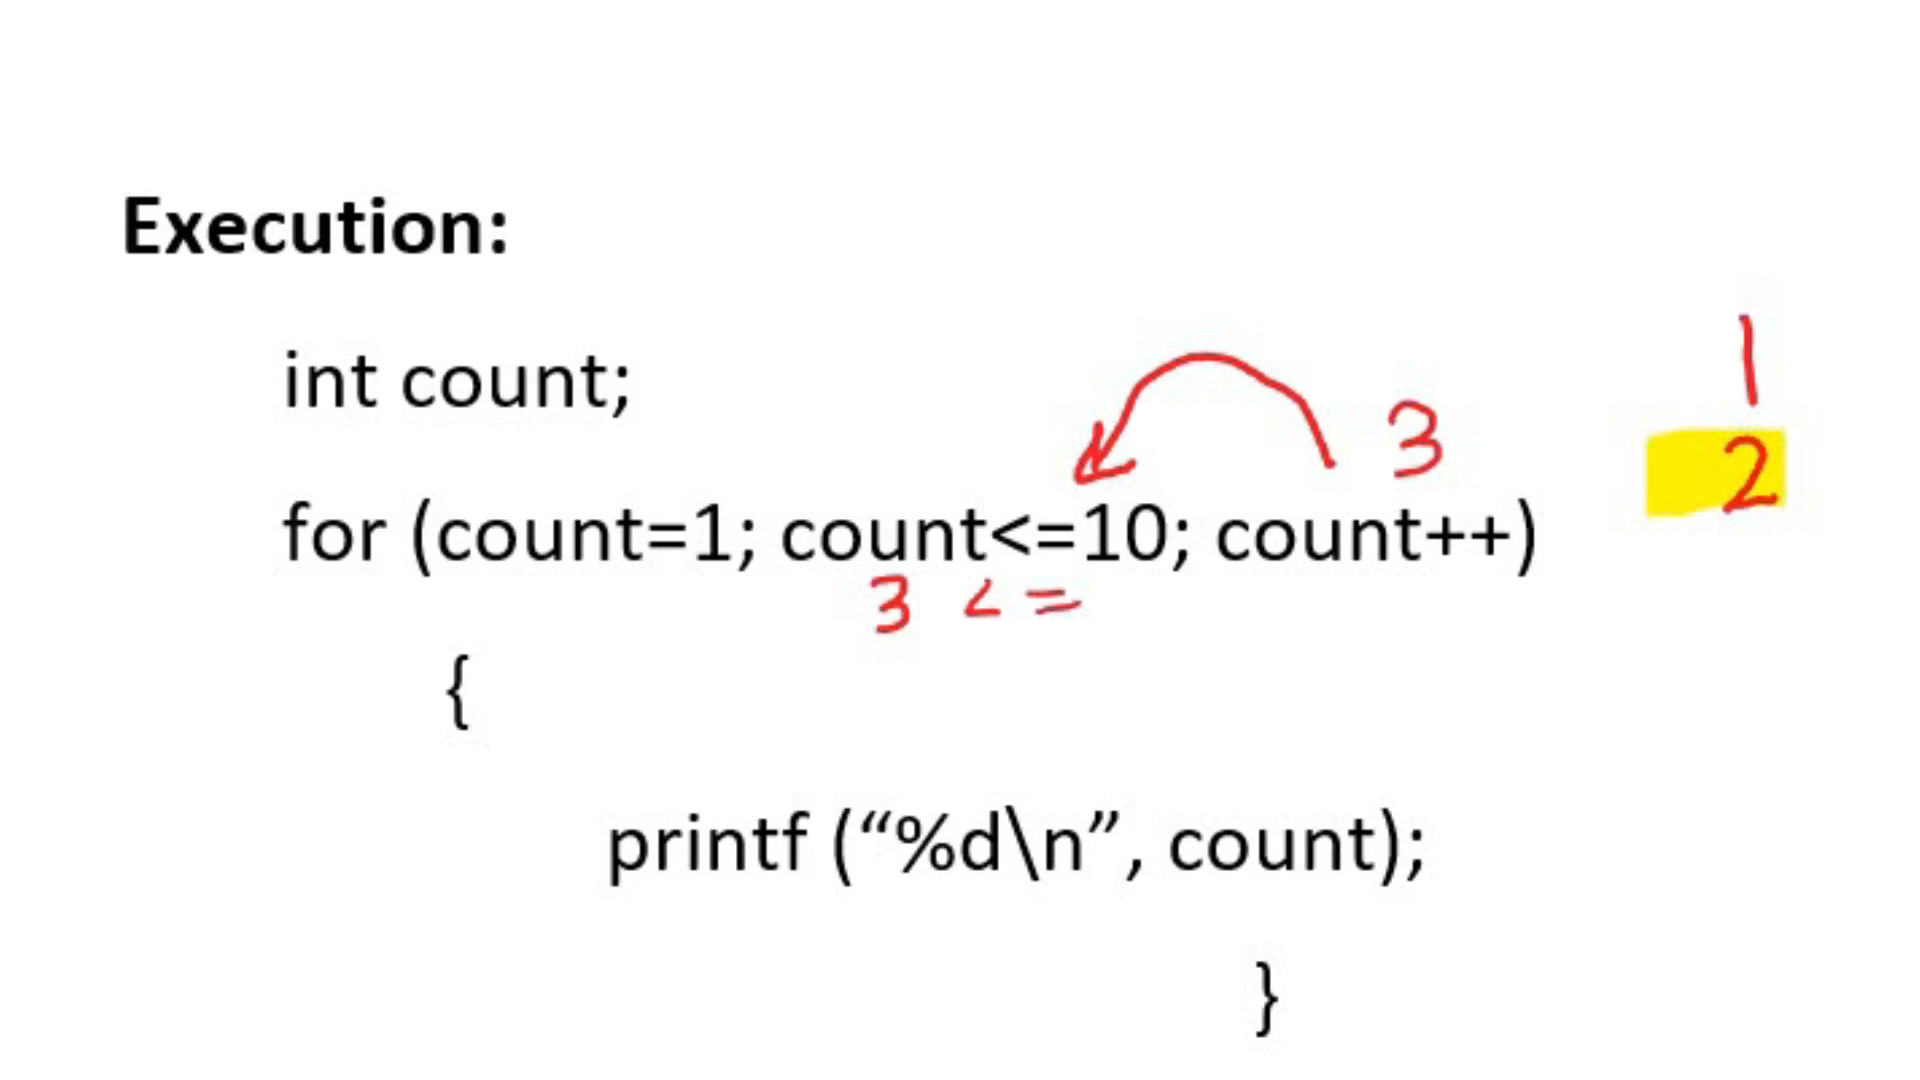 Execution:
int count;
1
3
2
for (count=1; count<=10; count++)
3 <=
{
printf (“%d\n”, count);
}